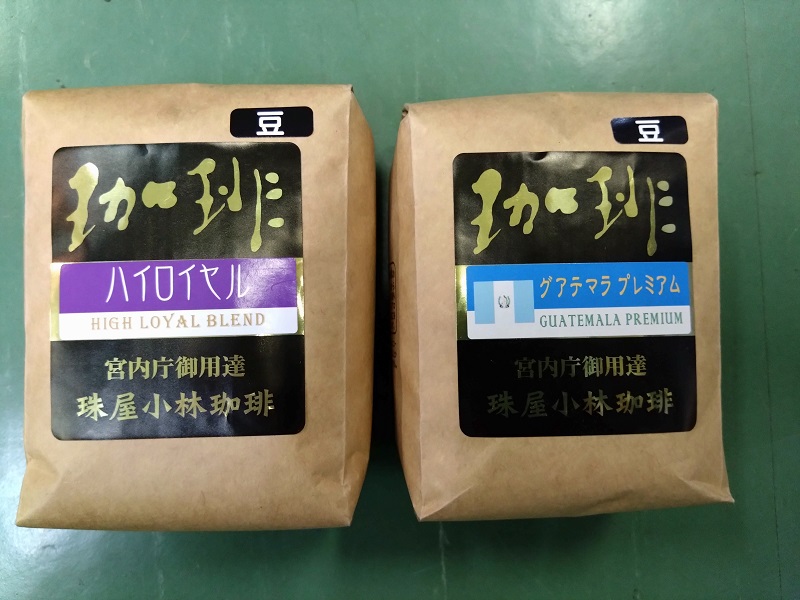 豆
珈琲
ハイロイヤル
HIGH LOYAL BLEND
宮内庁御用達
珠屋小林珈琲
豆
珈琲
グアテマラ プレミアム
GUATEMALA PREMIUM
宮内庁御用達
珠屋小林珈琲